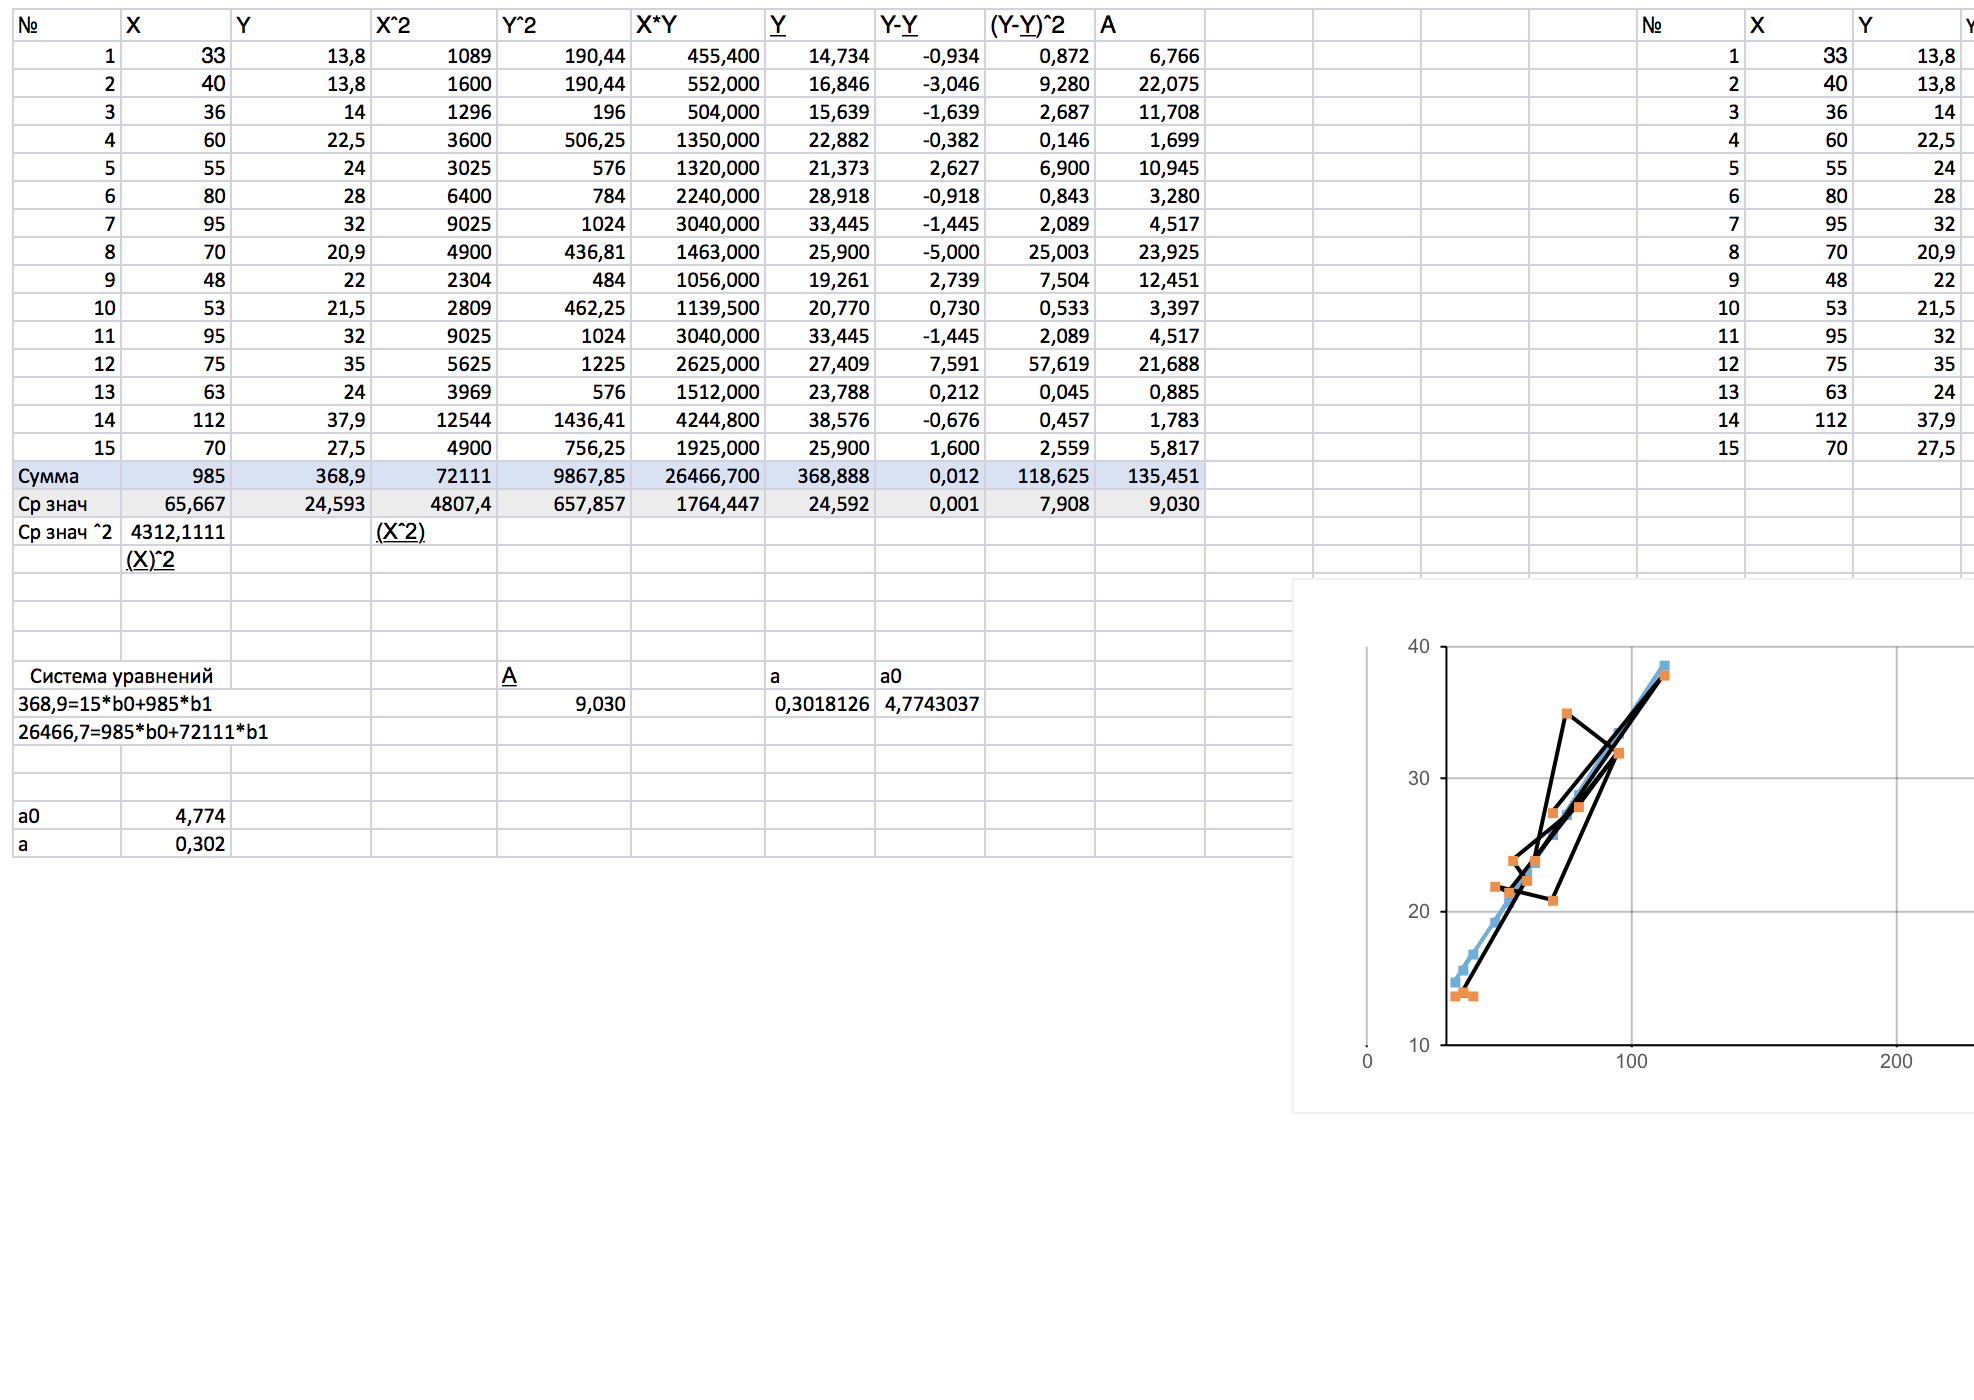 № X Y X^2 Y^2 X*Y Y Y-Y (Y-Y)^2 A № X Y
1 33 13,8 1089 190,44 455,400 14,734 -0,934 0,872 6,766 1 33 13,8
2 40 13,8 1600 190,44 552,000 16,846 -3,046 9,280 22,075 2 40 13,8
3 36 14 1296 196 504,000 15,639 -1,639 2,687 11,708 3 36 14
4 60 22,5 3600 506,25 1350,000 22,882 -0,382 0,146 1,699 4 60 22,5
5 55 24 3025 576 1320,000 21,373 2,627 6,900 10,945 5 55 24
6 80 28 6400 784 2240,000 28,918 -0,918 0,843 3,280 6 80 28
7 95 32 9025 1024 3040,000 33,445 -1,445 2,089 4,517 7 95 32
8 70 20,9 4900 436,81 1463,000 25,900 -5,000 25,003 23,925 8 70 20,9
9 48 22 2304 484 1056,000 19,261 2,739 7,504 12,451 9 48 22
10 53 21,5 2809 462,25 1139,500 20,770 0,730 0,533 3,397 10 53 21,5
11 95 32 9025 1024 3040,000 33,445 -1,445 2,089 4,517 11 95 32
12 75 35 5625 1225 2625,000 27,409 7,591 57,619 21,688 12 75 35
13 63 24 3969 576 1512,000 23,788 0,212 0,045 0,885 13 63 24
14 112 37,9 12544 1436,41 4244,800 38,576 -0,676 0,457 1,783 14 112 37,9
15 70 27,5 4900 756,25 1925,000 25,900 1,600 2,559 5,817 15 70 27,5
Сумма 985 368,9 72111 9867,85 26466,700 368,888 0,012 118,625 135,451
Ср знач 65,667 24,593 4807,4 657,857 1764,447 24,592 0,001 7,908 9,030
Ср знач ^2 4312,1111 (X^2)
(X)^2
Система уравнений A a a0
368,9=15*b0+985*b1 9,030 0,3018126 4,7743037
26466,7=985*b0+72111*b1
a0 4,774
a 0,302
40
30
20
10
0 100 200